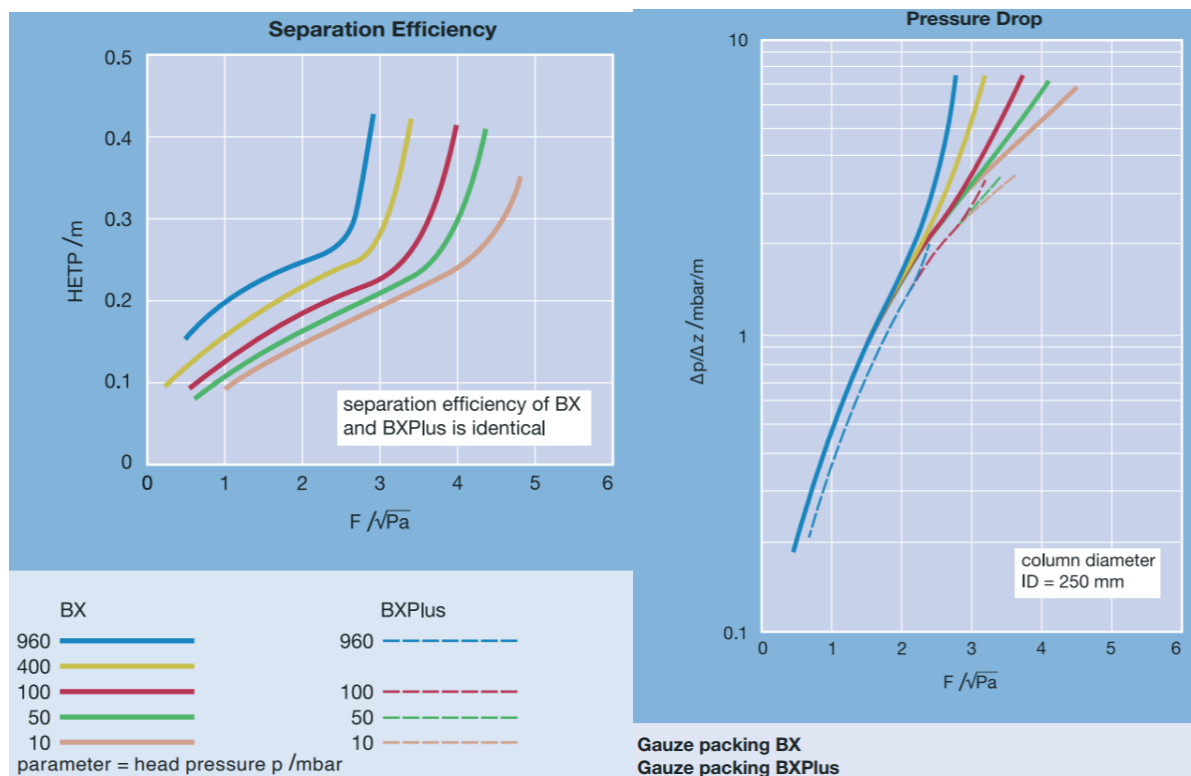 Separation Efficiency
0.5
0.4
0.3
0.2
0.1
0
HETP /m
separation efficiency of BX
and BXPlus is identical
0 1 2 3 4 5 6
F /√Pa
Pressure Drop
10
1
0.1
Δp/Δz /mbar/m
column diameter
ID = 250 mm
0 1 2 3 4 5 6
F /√Pa
BX
960
400
100
50
10
BXPlus
960
100
50
10
parameter = head pressure p /mbar
Gauze packing BX
Gauze packing BXPlus